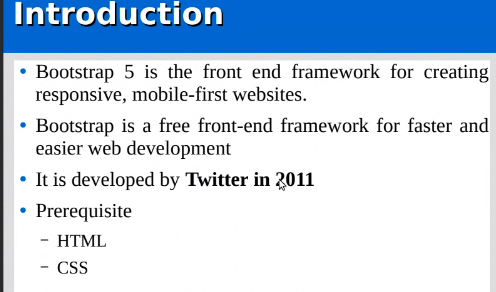 Introduction
• Bootstrap 5 is the front end framework for creating
responsive, mobile-first websites.
• Bootstrap is a free front-end framework for faster and
easier web development
• It is developed by Twitter in 2011
• Prerequisite
– HTML
– CSS